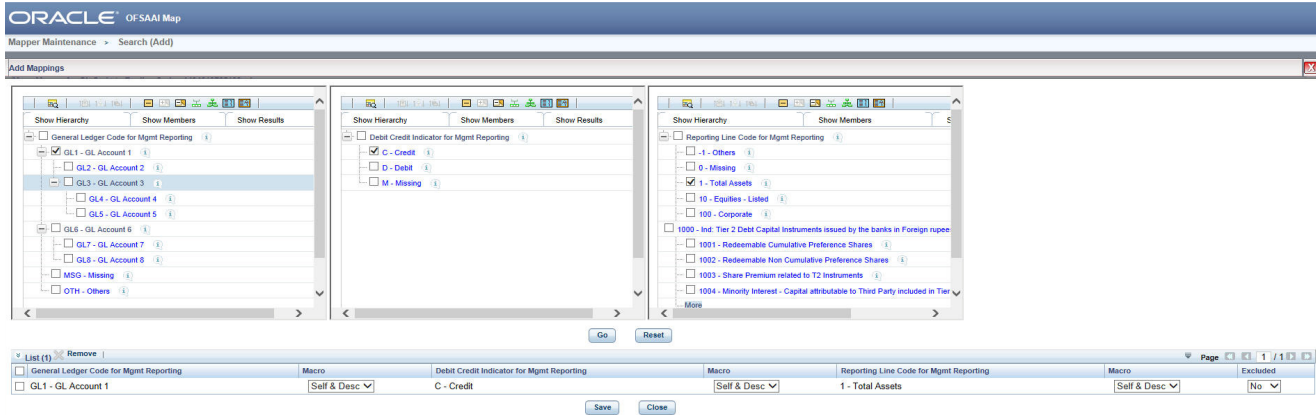 ORACLE® OFSAAI Map
Mapper Maintenance > Search (Add)
Add Mappings
Show Hierarchy Show Members Show Results
General Ledger Code for Mgmt Reporting
GL1 - GL Account 1
GL2 - GL Account 2
GL3 - GL Account 3
GL4 - GL Account 4
GL5 - GL Account 5
GL6 - GL Account 6
GL7 - GL Account 7
GL8 - GL Account 8
MSG - Missing
OTH - Others
Show Hierarchy Show Members Show Results
Debit Credit Indicator for Mgmt Reporting
C - Credit
D - Debit
M - Missing
Show Hierarchy Show Members S
Reporting Line Code for Mgmt Reporting
-1 - Others
0 - Missing
1 - Total Assets
10 - Equities - Listed
100 - Corporate
1000 - Ind: Tier 2 Debt Capital Instruments issued by the banks in Foreign rupee
1001 - Redeemable Cumulative Preference Shares
1002 - Redeemable Non Cumulative Preference Shares
1003 - Share Premium related to T2 Instruments
1004 - Minority Interest - Capital attributable to Third Party included in Tier
More
Go Reset
List (1) Remove Page 1 / 1
General Ledger Code for Mgmt Reporting Macro Debit Credit Indicator for Mgmt Reporting Macro Reporting Line Code for Mgmt Reporting Macro Excluded
GL1 - GL Account 1 Self & Desc C - Credit Self & Desc 1 - Total Assets Self & Desc No
Save Close